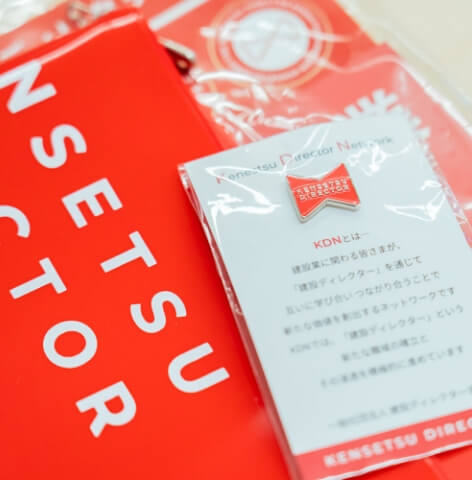 NSETSU
CTOR
Kensetsu Director Network
KENSETSU
DIRECTOR
KDNとは―
建設業に関わる皆さまが、
「建設ディレクター」を通じて
互いに学び合いつながり合うことで
新たな価値を創出するネットワークです
KDNでは、「建設ディレクター」という
新たな職域の確立と
その浸透を積極的に進めています
一般社団法人 建設ディレクター
KENSETSU DIREC